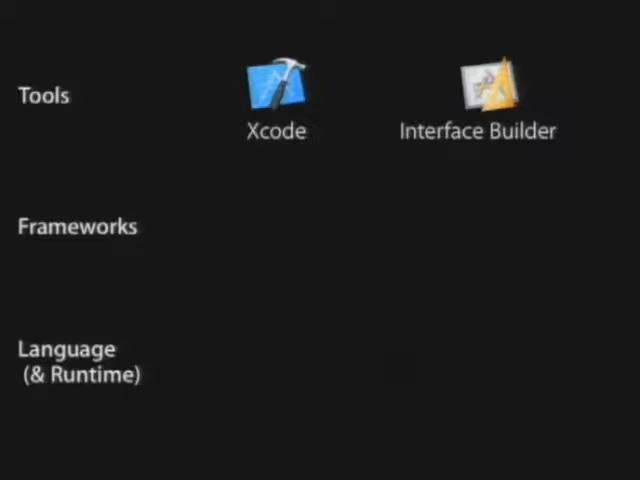 Tools
Xcode
Interface Builder
Frameworks
Language
(& Runtime)